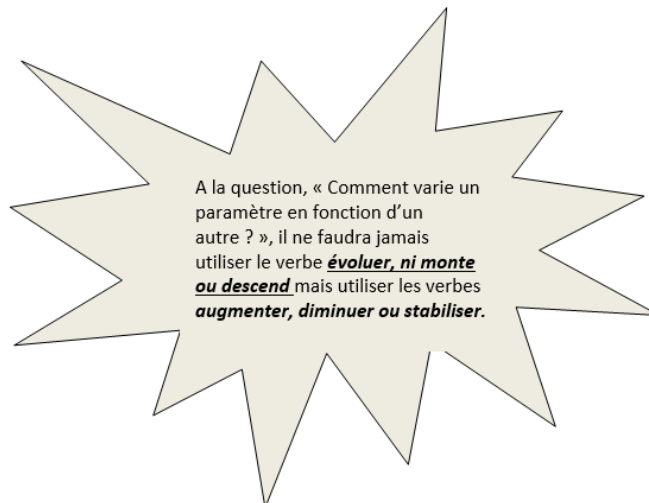 A la question, « Comment varie un
paramètre en fonction d'un
autre ? », il ne faudra jamais
utiliser le verbe évoluer, ni monte
ou descend mais utiliser les verbes
augmenter, diminuer ou stabiliser.